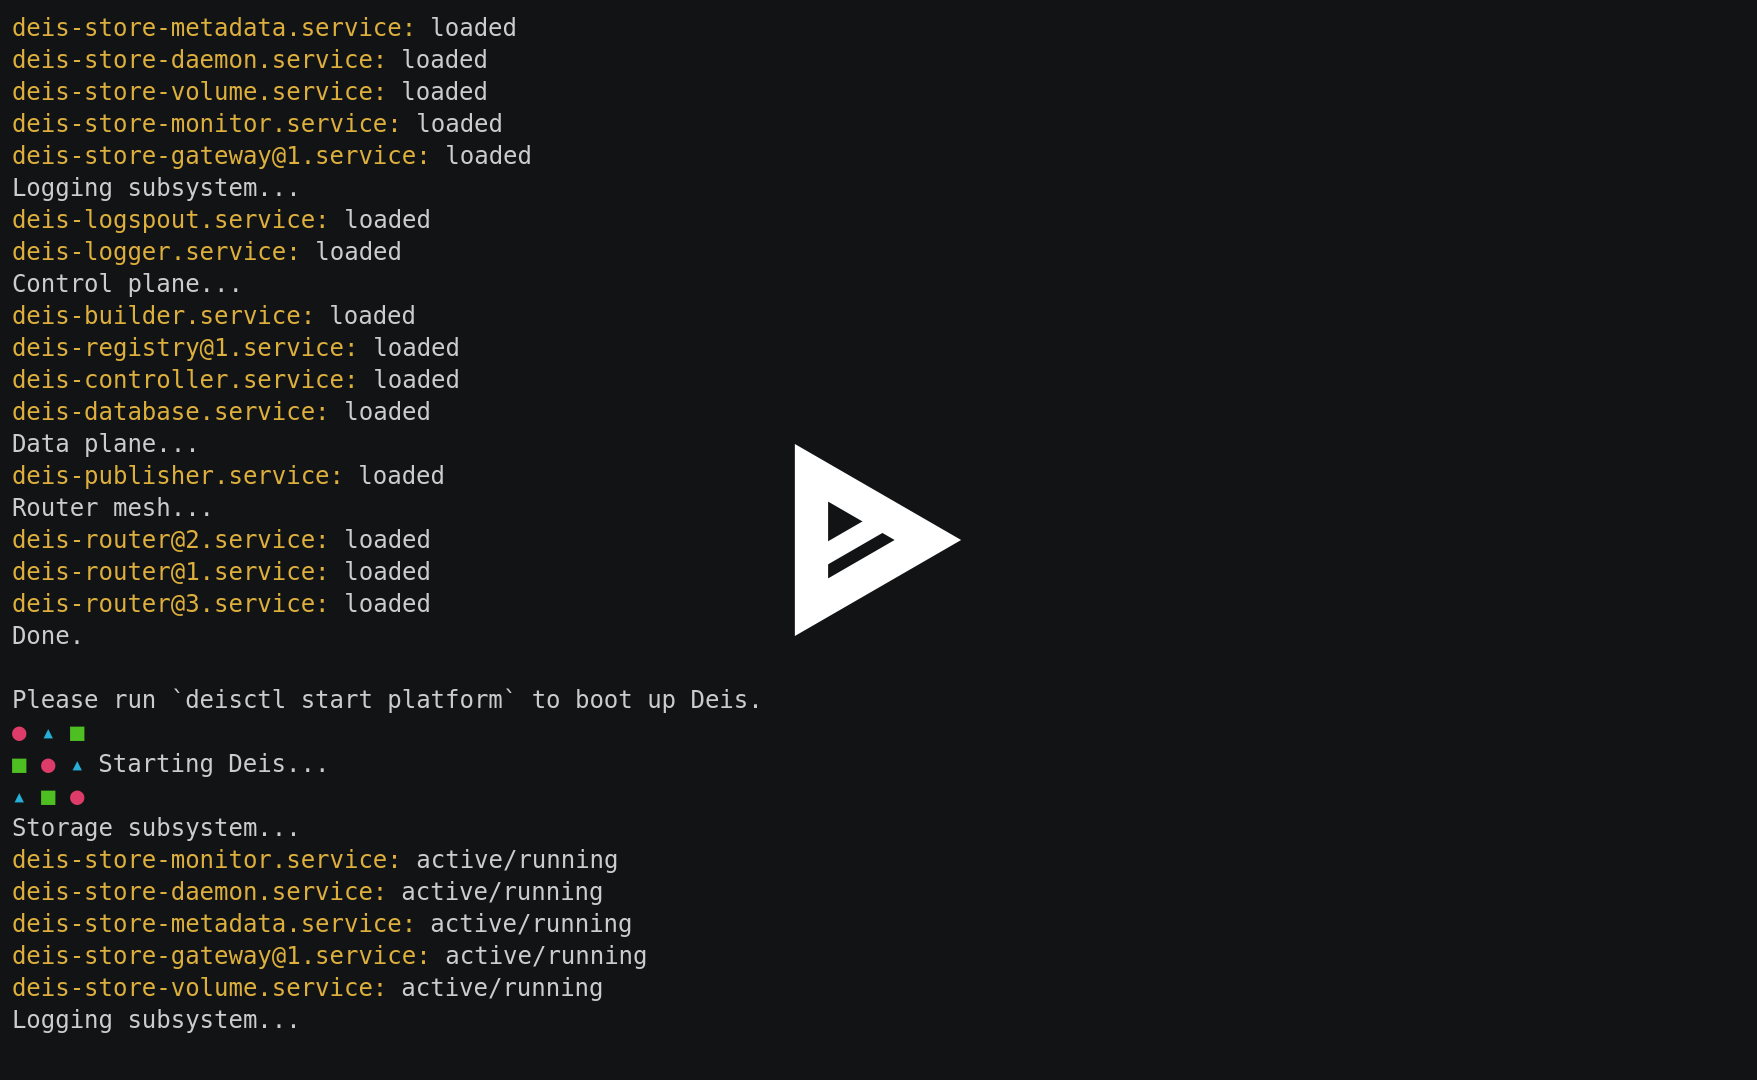 deis-store-metadata.service: loaded
deis-store-daemon.service: loaded
deis-store-volume.service: loaded
deis-store-monitor.service: loaded
deis-store-gateway@1.service: loaded
Logging subsystem...
deis-logspout.service: loaded
deis-logger.service: loaded
Control plane...
deis-builder.service: loaded
deis-registry@1.service: loaded
deis-controller.service: loaded
deis-database.service: loaded
Data plane...
deis-publisher.service: loaded
Router mesh...
deis-router@2.service: loaded
deis-router@1.service: loaded
deis-router@3.service: loaded
Done.
Please run `deisctl start platform` to boot up Deis.
● ▴ ■
■ ● ▴ Starting Deis...
▴ ■ ●
Storage subsystem...
deis-store-monitor.service: active/running
deis-store-daemon.service: active/running
deis-store-metadata.service: active/running
deis-store-gateway@1.service: active/running
deis-store-volume.service: active/running
Logging subsystem...